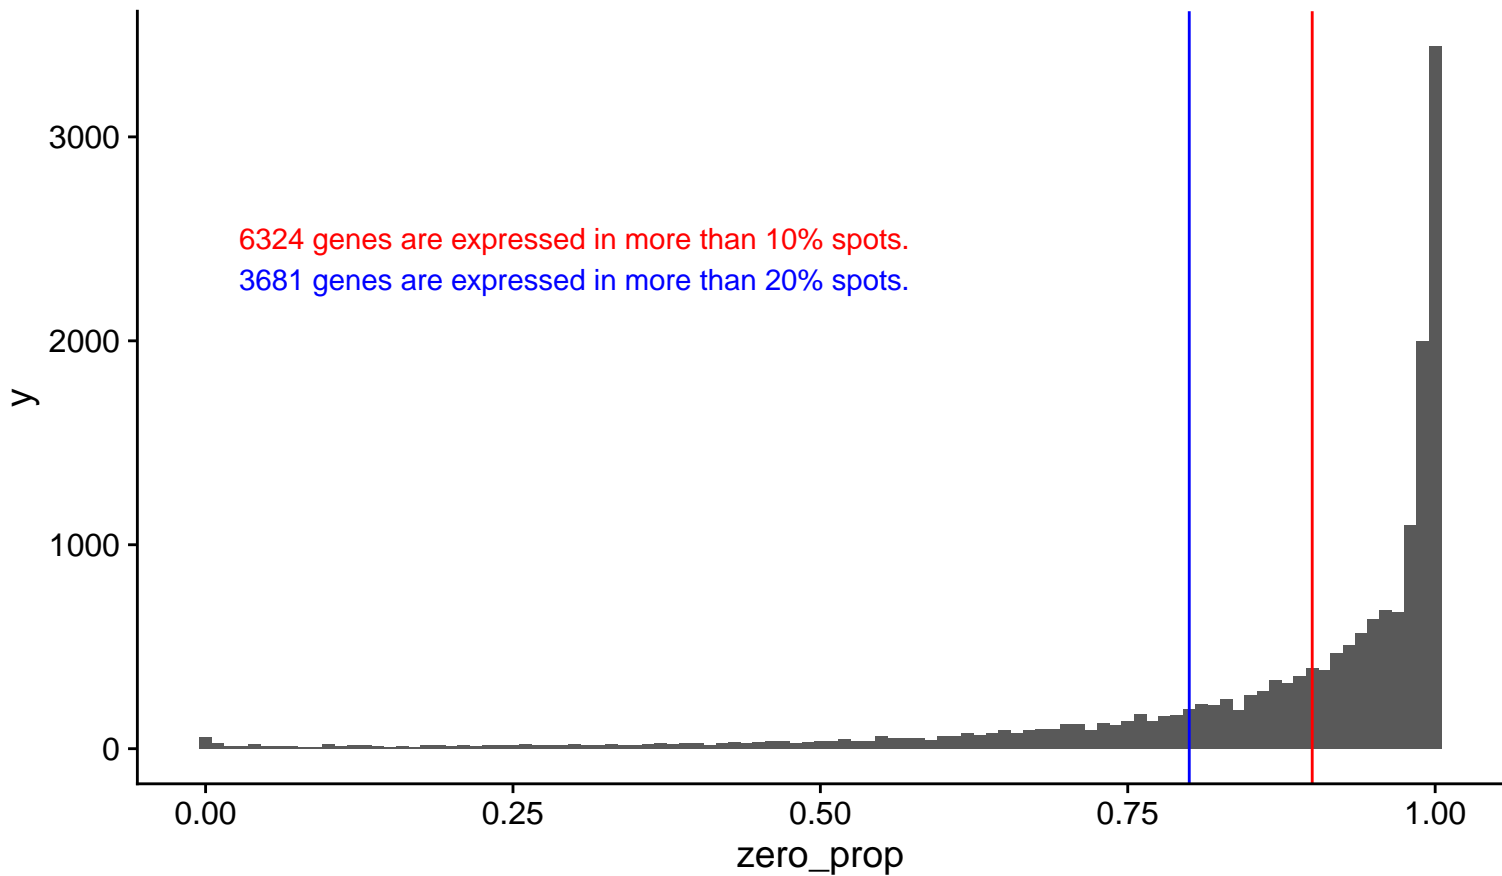 3000
2000
1000
0
y
6324 genes are expressed in more than 10% spots.
3681 genes are expressed in more than 20% spots.
0.00 0.25 0.50 0.75 1.00
zero_prop